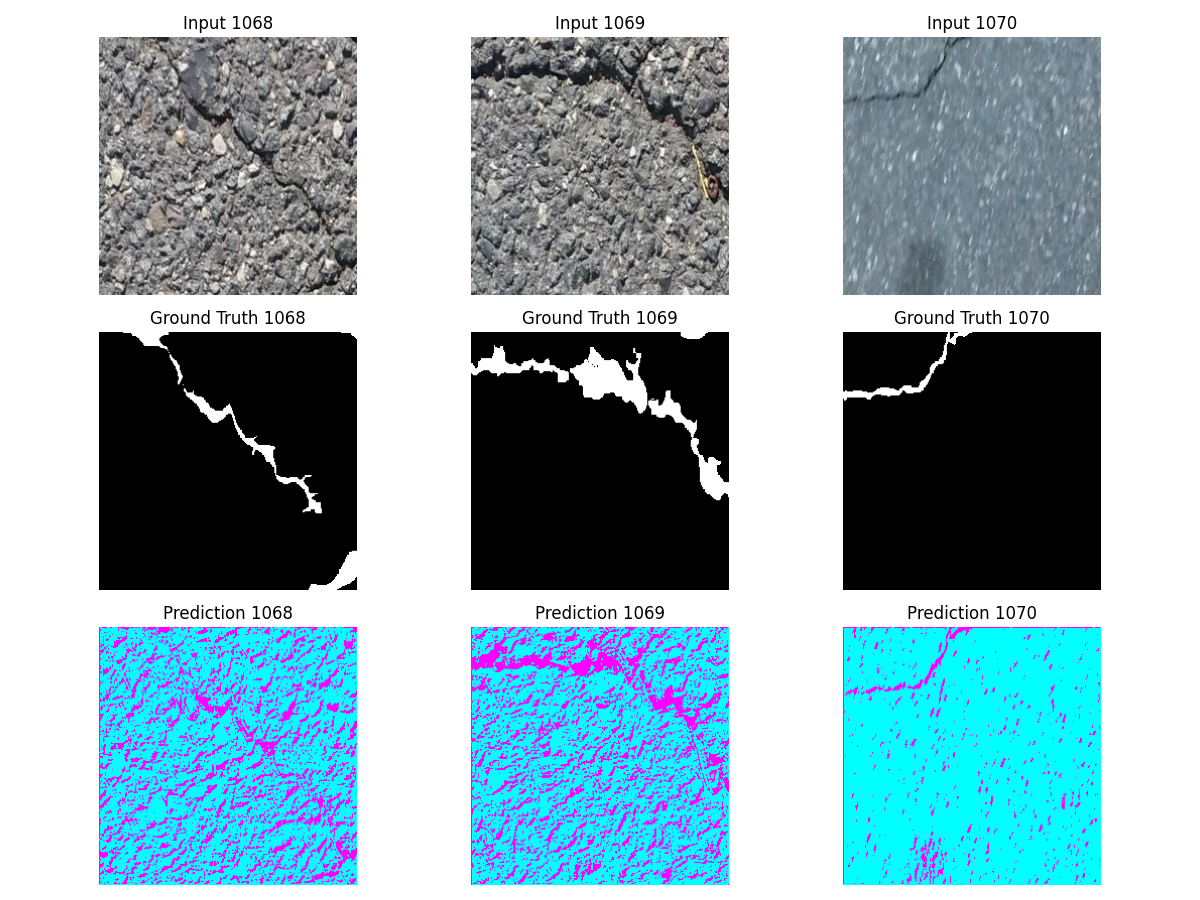 Input 1068
Input 1069
Input 1070
Ground Truth 1068
Ground Truth 1069
Ground Truth 1070
Prediction 1068
Prediction 1069
Prediction 1070